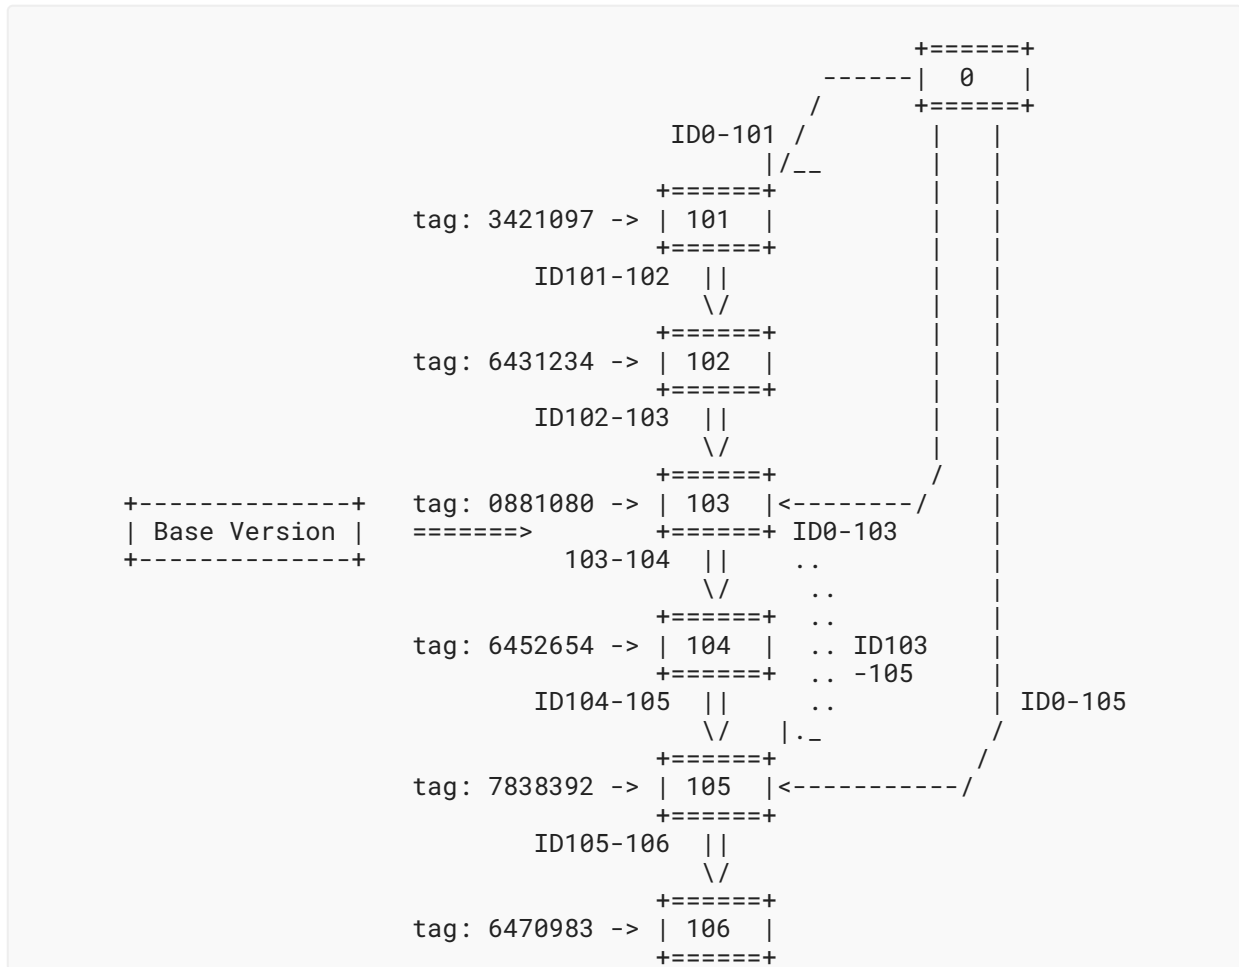 +======+
                                               ------|  0   |
                                              /      +======+
                                    ID0-101  /        |   |
                                           |/__       |   |
                                    +======+          |   |
                   tag: 3421097 ->  | 101  |          |   |
                                    +======+          |   |
                           ID101-102   ||             |   |
                                       \/             |   |
                                    +======+          |   |
                   tag: 6431234 ->  | 102  |          |   |
                                    +======+          |   |
                           ID102-103   ||             |   |
                                       \/             |   |
                                    +======+          /   |
+--------------+   tag: 0881080 ->  | 103  |<--------/    |
| Base Version |   =======>         +======+ ID0-103      |
+--------------+            103-104    ||    ..           |
                                       \/     ..          |
                                    +======+  ..          |
                   tag: 6452654 ->  | 104  |  .. ID103    |
                                    +======+  .. -105     |
                           ID104-105   ||     ..          | ID0-105
                                       \/   |._           /
                                    +======+             /
                   tag: 7838392 ->  | 105  |<-----------/
                                    +======+
                           ID105-106   ||
                                       \/
                                    +======+
                   tag: 6470983 ->  | 106  |
                                    +======+